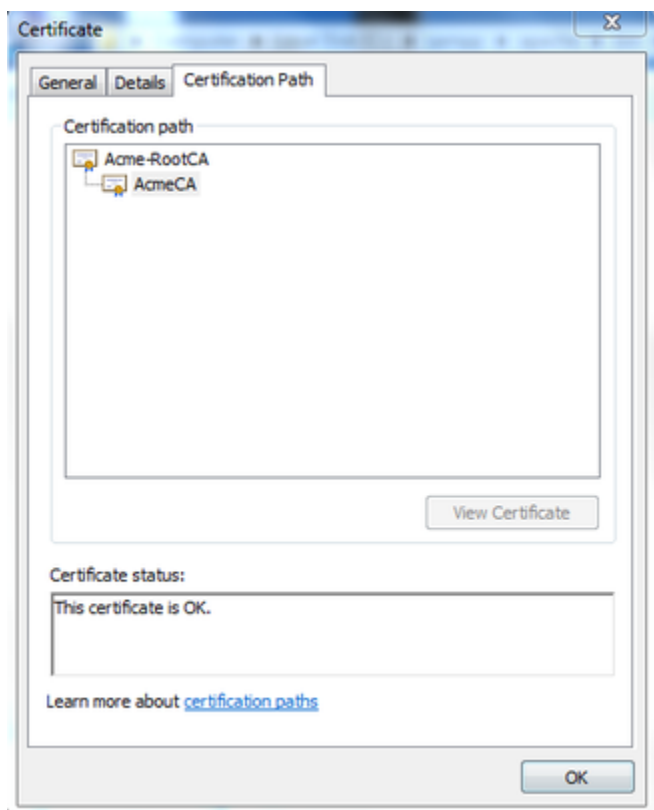 Certificate
General Details Certification Path
Certification path
Acme-RootCA
AcmeCA
View Certificate
Certificate status:
This certificate is OK.
Learn more about certification paths
OK